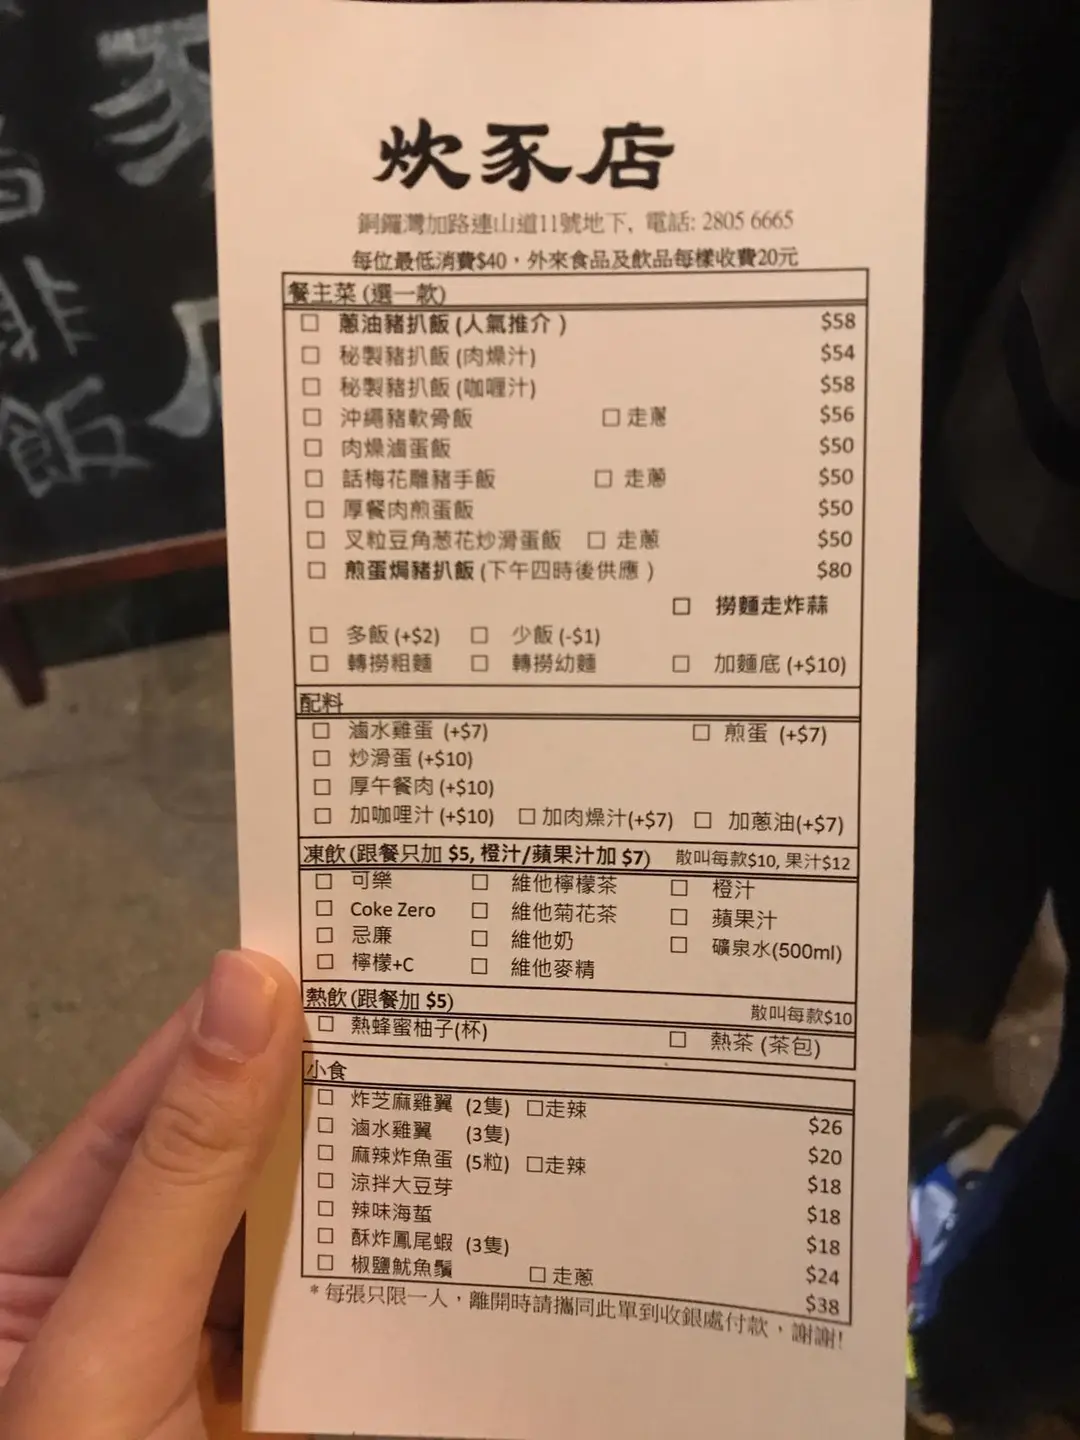 炊豕店
銅鑼灣加路連山道11號地下, 電話: 2805 6665
每位最低消費$40，外來食品及飲品每樣收費20元
餐主菜 (選一款)
□ 蔥油豬扒飯 (人氣推介 ) $58
□ 秘製豬扒飯 (肉燥汁) $54
□ 秘製豬扒飯 (咖喱汁) $58
□ 沖繩豬軟骨飯 □ 走蔥 $56
□ 肉燥滷蛋飯 $50
□ 話梅花雕豬手飯 □ 走蔥 $50
□ 厚餐肉煎蛋飯 $50
□ 叉粒豆角葱花炒滑蛋飯 □ 走蔥 $50
□ 煎蛋焗豬扒飯 (下午四時後供應 ) $80
□ 撈麵走炸蒜
□ 多飯 (+$2) □ 少飯 (-$1)
□ 轉撈粗麵 □ 轉撈幼麵 □ 加麵底 (+$10)
配料
□ 滷水雞蛋 (+$7) □ 煎蛋 (+$7)
□ 炒滑蛋 (+$10)
□ 厚午餐肉 (+$10)
□ 加咖哩汁 (+$10) □ 加肉燥汁(+$7) □ 加蔥油(+$7)
凍飲 (跟餐只加 $5, 橙汁/蘋果汁加 $7) 散叫每款$10, 果汁$12
□ 可樂 □ 維他檸檬茶 □ 橙汁
□ Coke Zero □ 維他菊花茶 □ 蘋果汁
□ 忌廉 □ 維他奶 □ 礦泉水(500ml)
□ 檸檬+C □ 維他麥精
熱飲 (跟餐加 $5) 散叫每款$10
□ 熱蜂蜜柚子(杯) □ 熱茶 (茶包)
小食
□ 炸芝麻雞翼 (2隻) □走辣 $26
□ 滷水雞翼 (3隻) $20
□ 麻辣炸魚蛋 (5粒) □走辣 $18
□ 涼拌大豆芽 $18
□ 辣味海蜇 $18
□ 酥炸鳳尾蝦 (3隻) $24
□ 椒鹽魷魚鬚 □ 走蔥 $38
* 每張只限一人，離開時請攜同此單到收銀處付款，謝謝!
排
飯